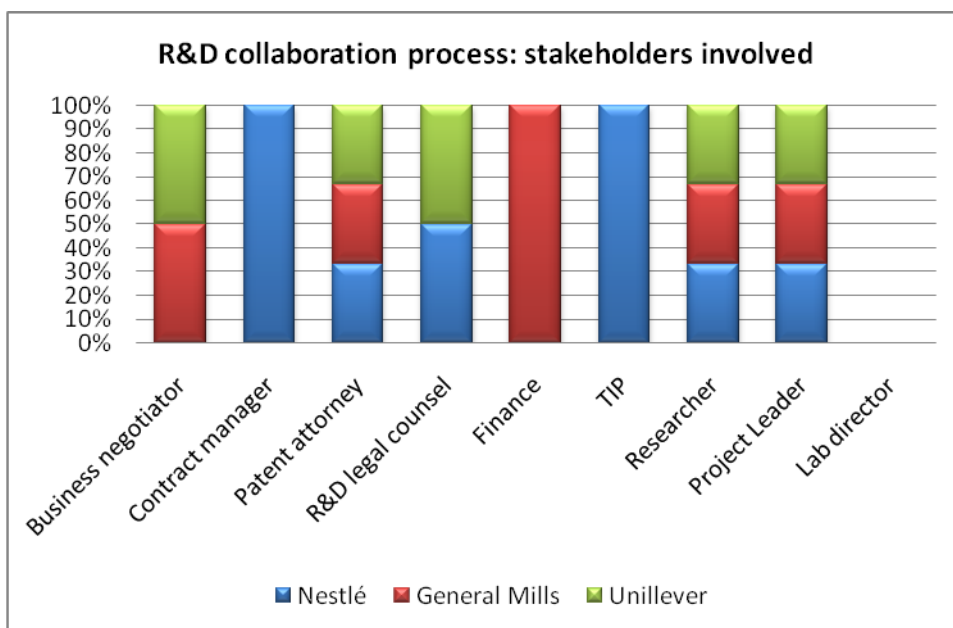 R&D collaboration process: stakeholders involved
100%
90%
80%
70%
60%
50%
40%
30%
20%
10%
0%
Business negotiator
Contract manager
Patent attorney
R&D legal counsel
Finance
TIP
Researcher
Project Leader
Lab director
Nestlé
General Mills
Unillever